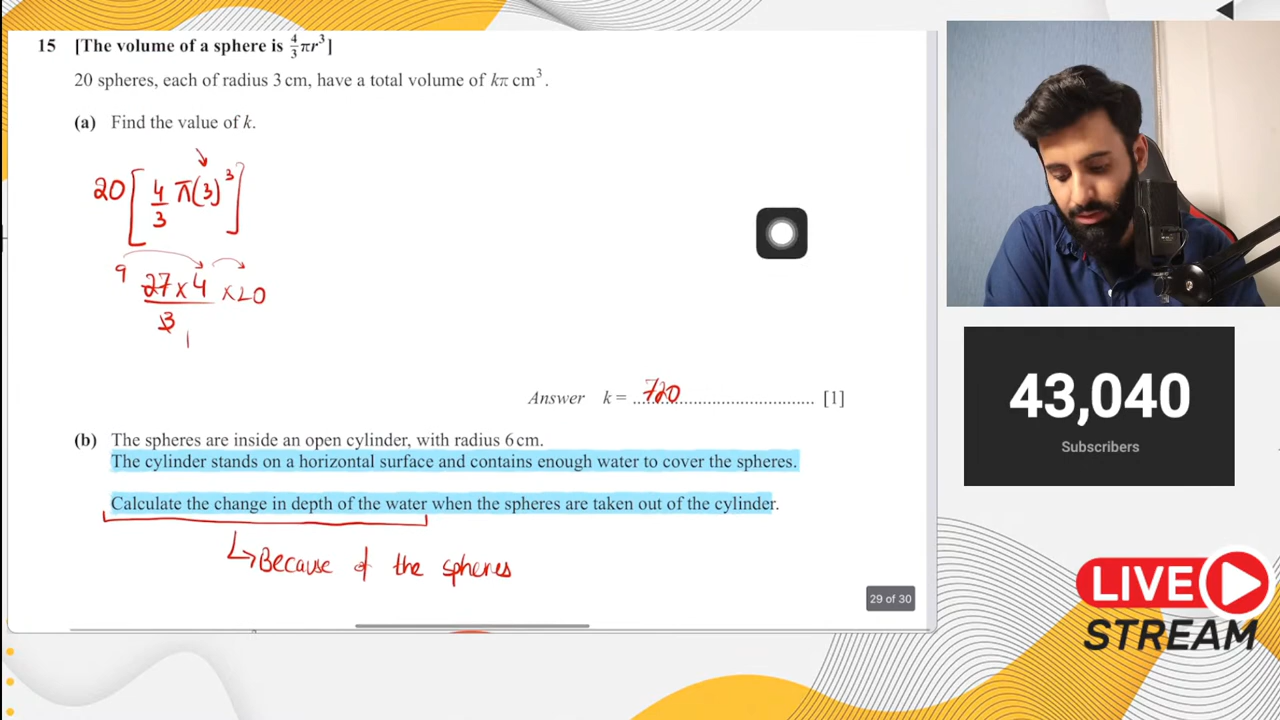 15 [The volume of a sphere is 4/3 πr³]
20 spheres, each of radius 3 cm, have a total volume of kπ cm³.
(a) Find the value of k.
20 [4/3 π(3)³]
9
27 × 4 × 20
3
1
Answer k = 720 [1]
(b) The spheres are inside an open cylinder, with radius 6 cm.
The cylinder stands on a horizontal surface and contains enough water to cover the spheres.
Calculate the change in depth of the water when the spheres are taken out of the cylinder.
Because of the spheres
29 of 30
43,040
Subscribers
LIVE
STREAM